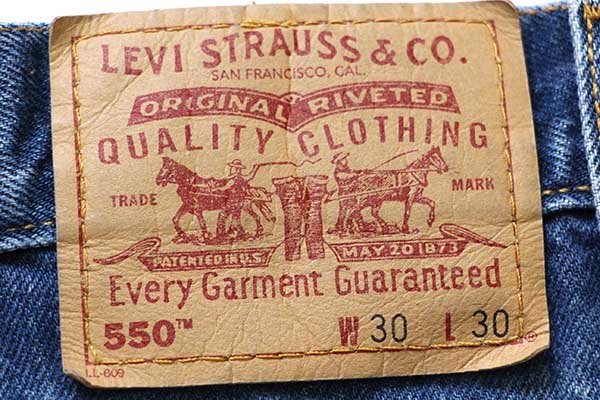 LEVI STRAUSS & CO.
SAN FRANCISCO, CAL.
ORIGINAL RIVETED
QUALITY CLOTHING
TRADE MARK
PATENTED IN U.S. MAY 20 1873
Every Garment Guaranteed
550™ W 30 L 30 ®
LL-609